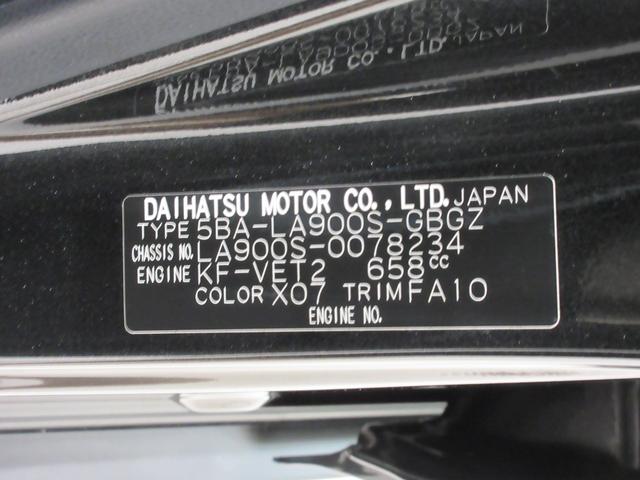 DAIHATSU MOTOR CO., LTD. JAPAN
TYPE 5BA-LA900S-GBGZ
CHASSIS NO. LA900S-0078234
ENGINE KF-VET2 658cc
COLOR X07 TRIM FA10
ENGINE NO.